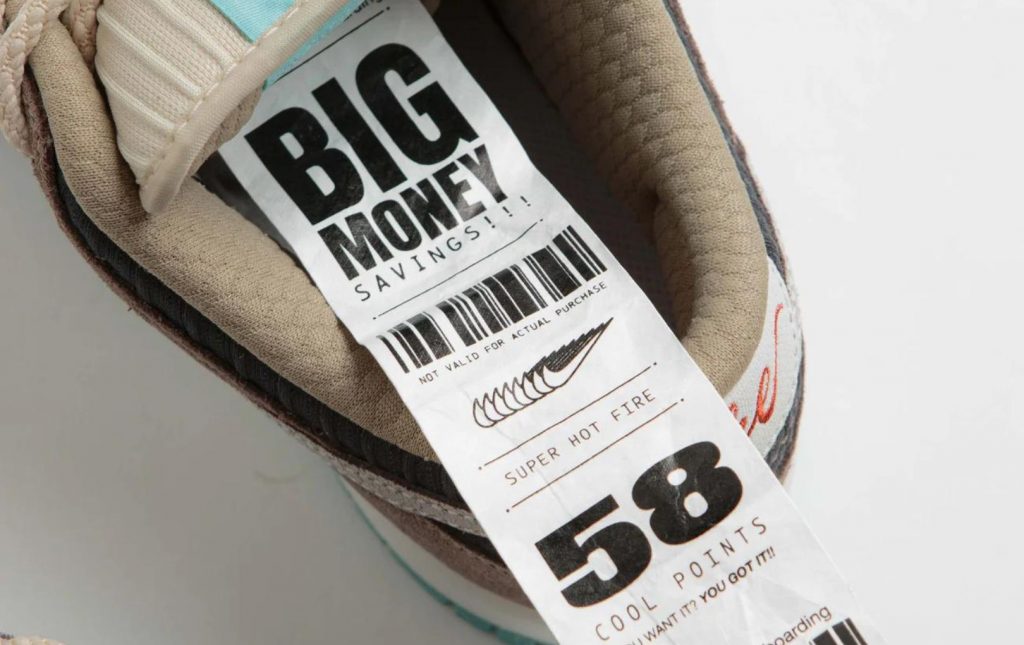 BIG
MONEY
SAVINGS!!!
NOT VALID FOR ACTUAL PURCHASE
SUPER HOT FIRE
58
COOL POINTS
WANT IT? YOU GOT IT!!